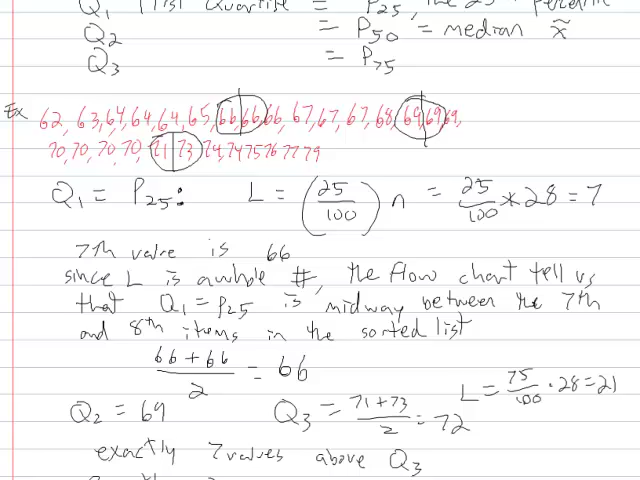 Q1 First Quartile = P25, the 25th
Q2 = P50 = median x̃
Q3 = P75
Ex 62, 63, 64, 64, 64, 65, 66, 66, 66, 67, 67, 67, 68, 69, 69, 69,
70, 70, 70, 70, 71, 73, 74, 74 75 76 77 79
Q1 = P25: L = (25/100) n = 25/100 * 28 = 7
7th value is 66
since L is a whole #, the flow chart tell us
that Q1 = P25 is midway between the 7th
and 8th items in the sorted list
(66 + 66)/2 = 66
L = 75/100 · 28 = 21
Q2 = 69 Q3 = (71 + 73)/2 = 72
exactly 7 values above Q3